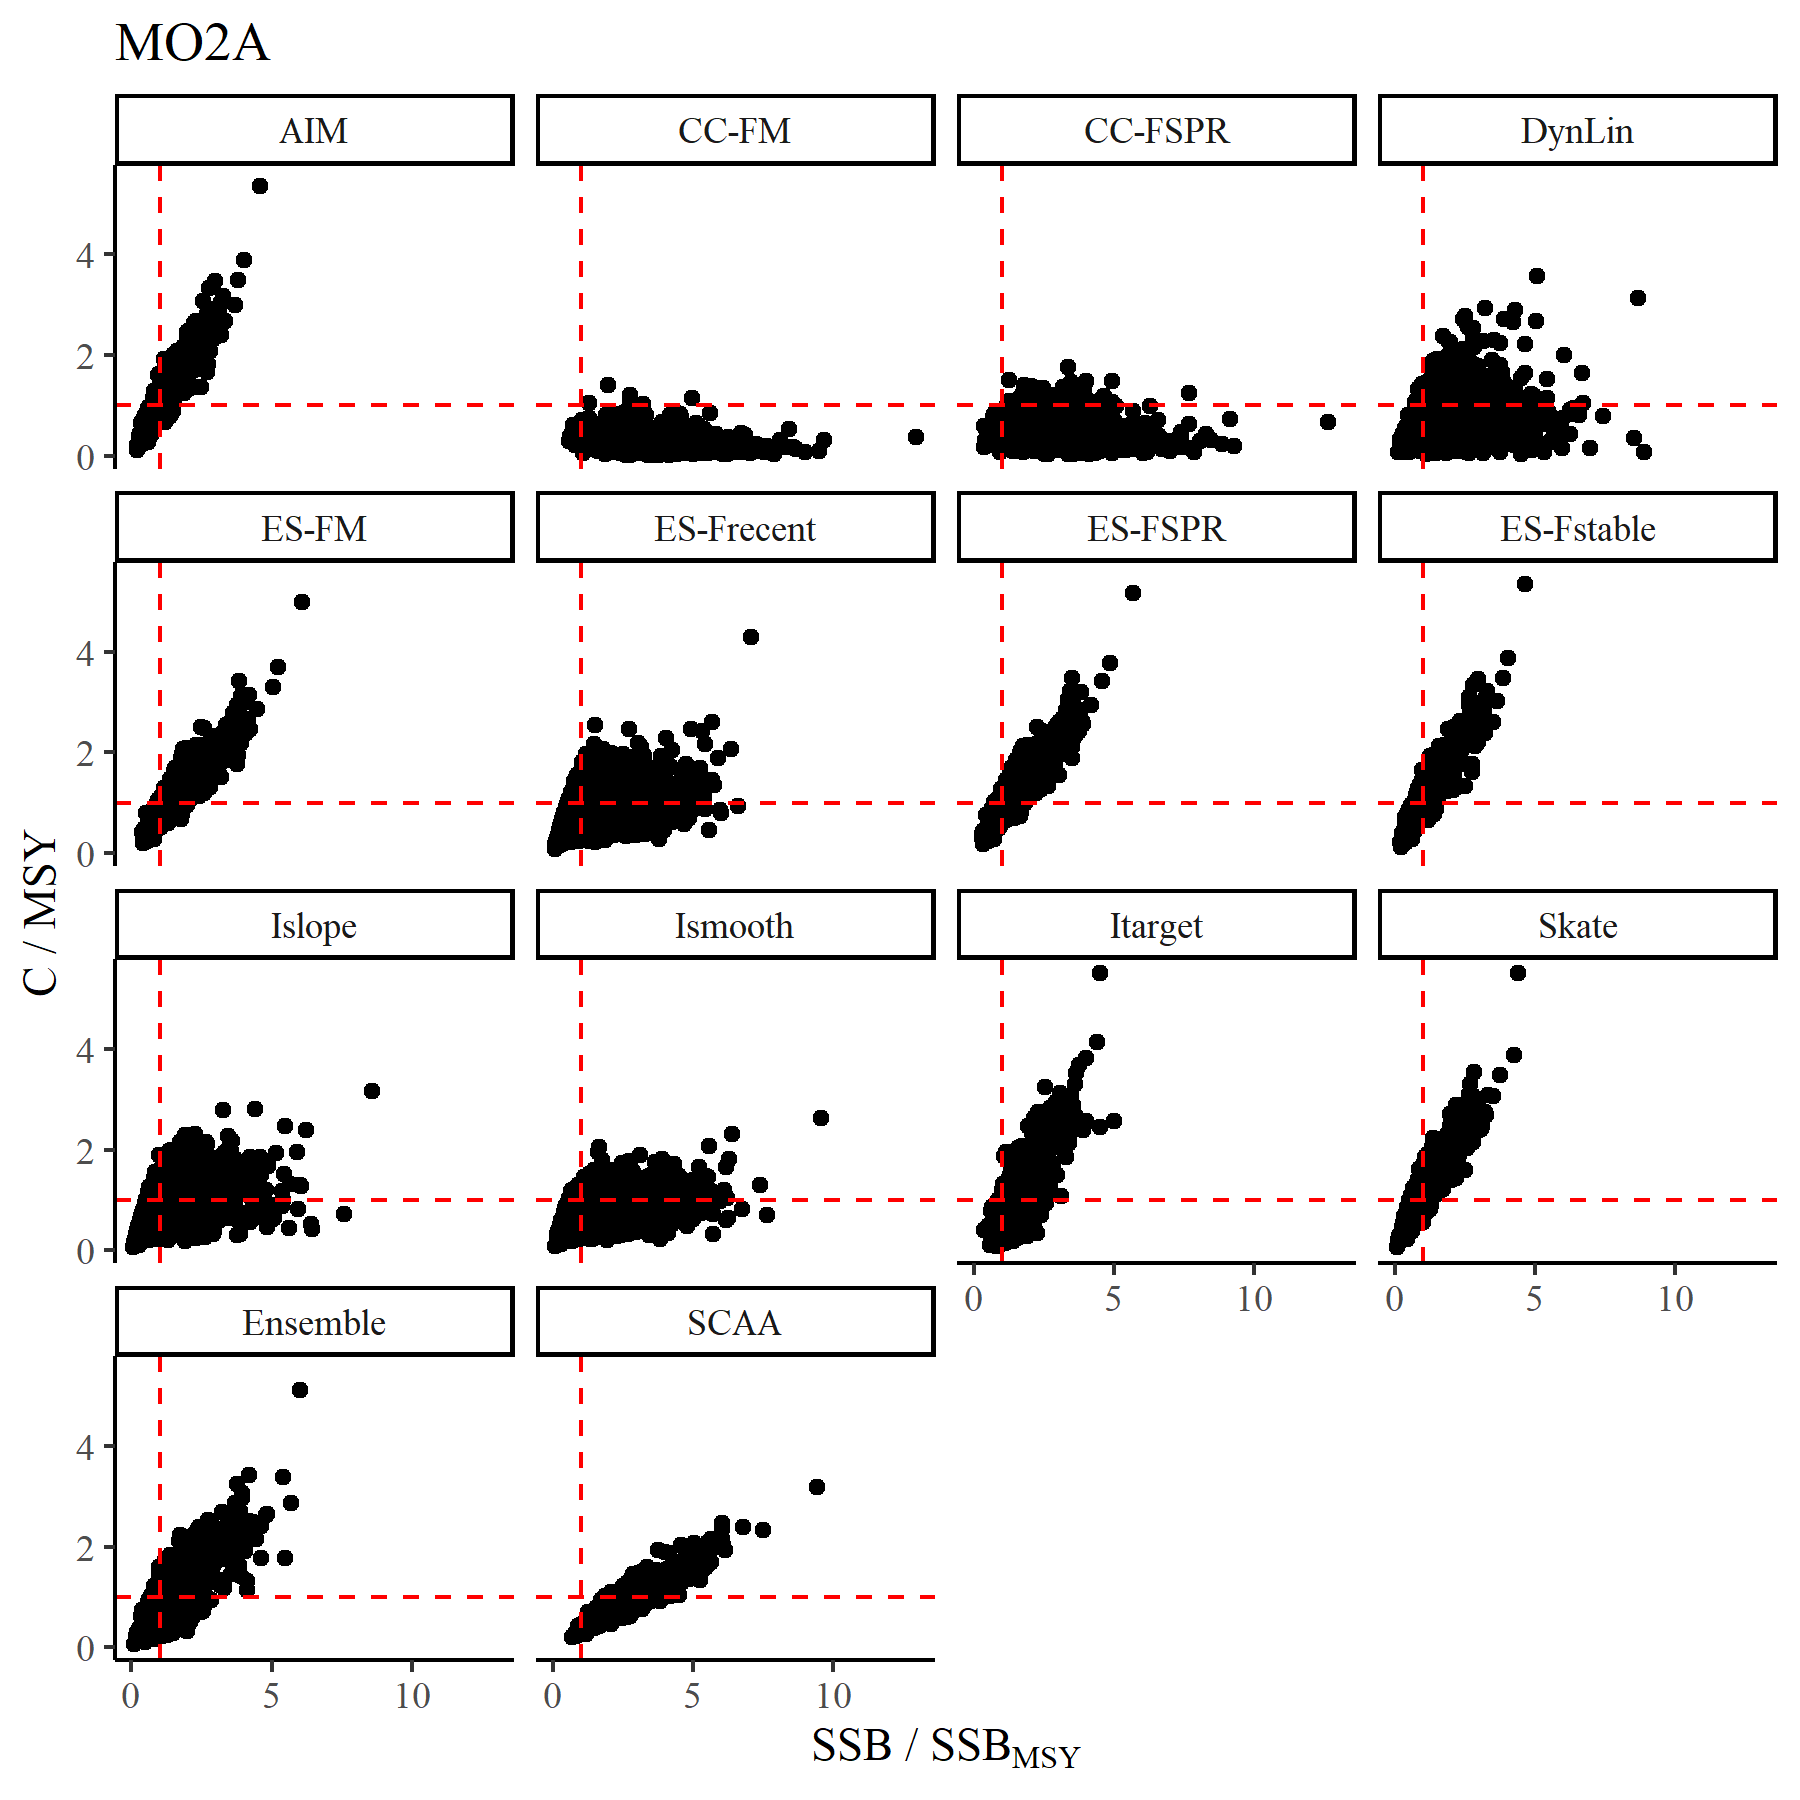 MO2A
AIM CC-FM CC-FSPR DynLin
4
2
0
ES-FM ES-Frecent ES-FSPR ES-Fstable
4
2
0
Islope Ismooth Itarget Skate
4
2
0
0 5 10 0 5 10
Ensemble SCAA
4
2
0
0 5 10 0 5 10
C / MSY
SSB / SSBMSY